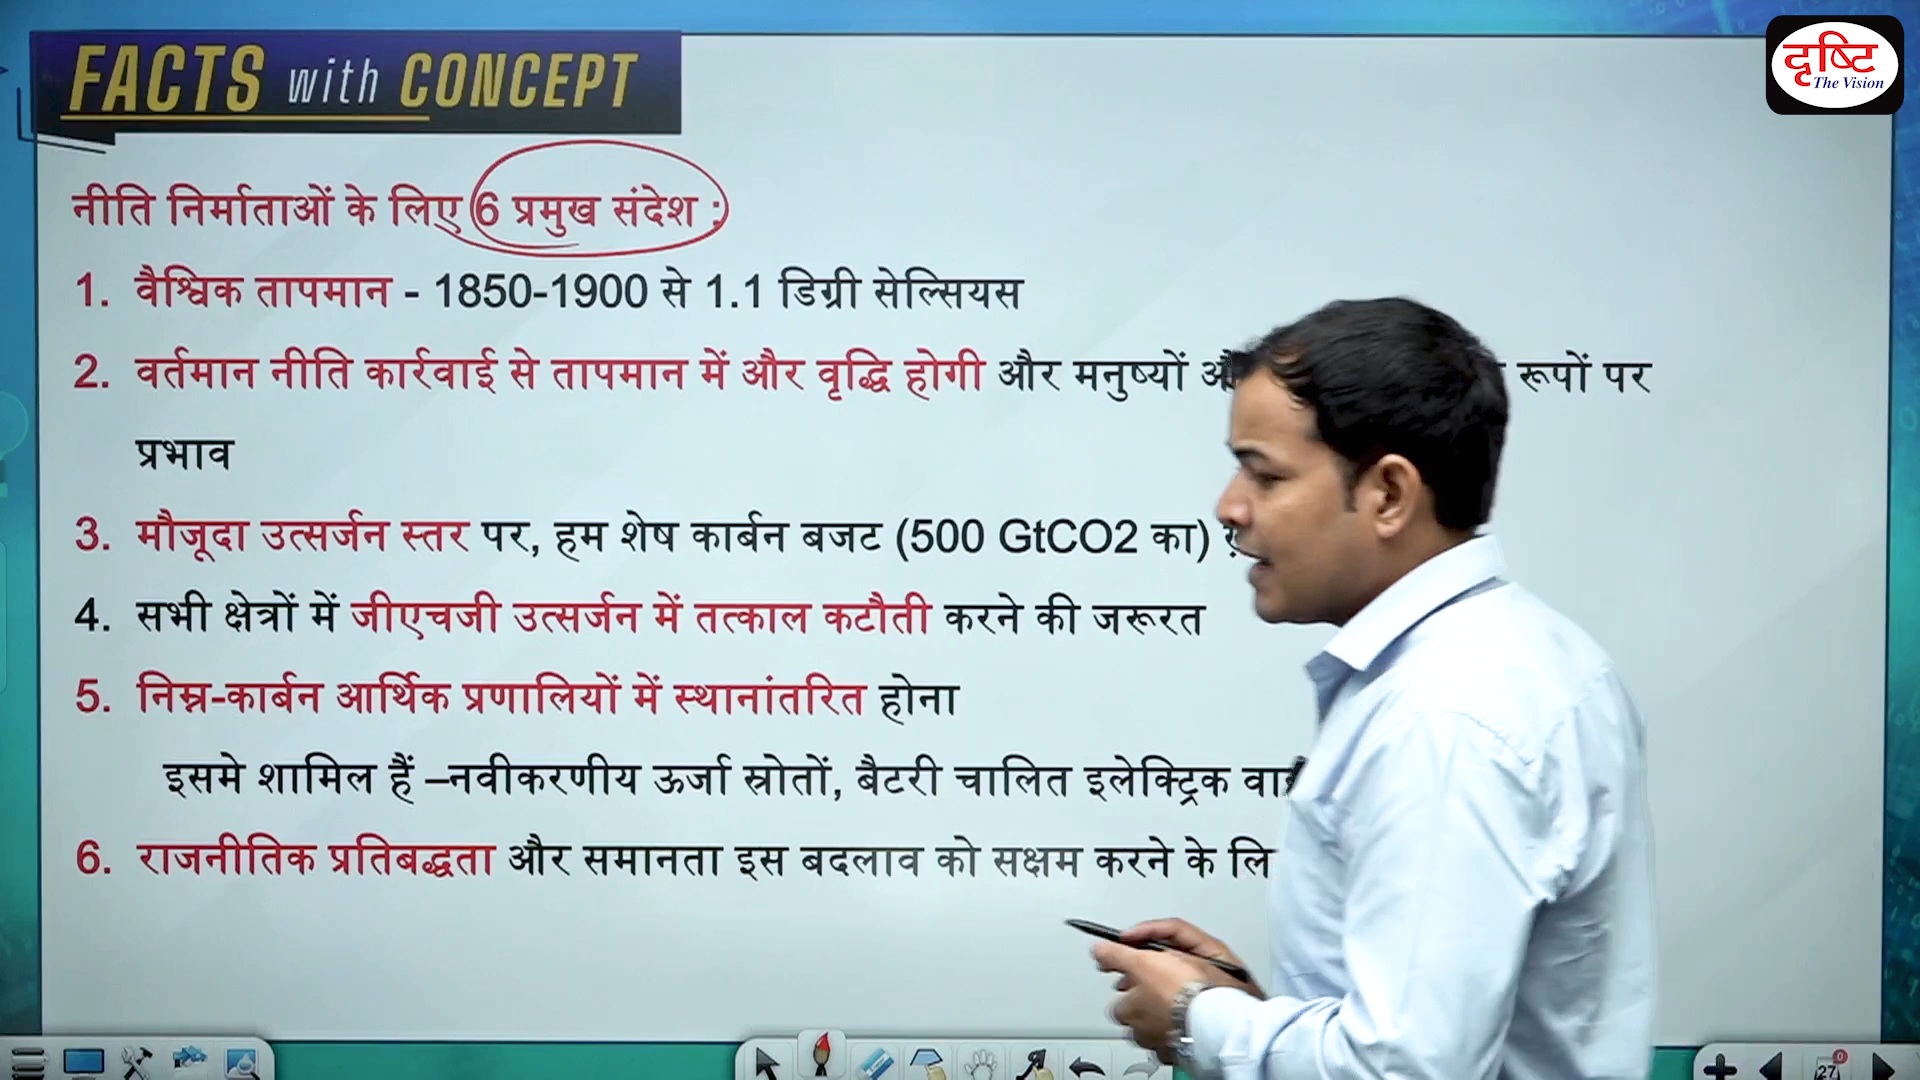 FACTS with CONCEPT
दृष्टि
The Vision
नीति निर्माताओं के लिए 6 प्रमुख संदेश :
1. वैश्विक तापमान - 1850-1900 से 1.1 डिग्री सेल्सियस
2. वर्तमान नीति कार्रवाई से तापमान में और वृद्धि होगी और मनुष्यों रूपों पर
प्रभाव
3. मौजूदा उत्सर्जन स्तर पर, हम शेष कार्बन बजट (500 GtCO2 का)
4. सभी क्षेत्रों में जीएचजी उत्सर्जन में तत्काल कटौती करने की जरूरत
5. निम्न-कार्बन आर्थिक प्रणालियों में स्थानांतरित होना
इसमे शामिल हैं –नवीकरणीय ऊर्जा स्रोतों, बैटरी चालित इलेक्ट्रिक
6. राजनीतिक प्रतिबद्धता और समानता इस बदलाव को सक्षम करने के
27
0